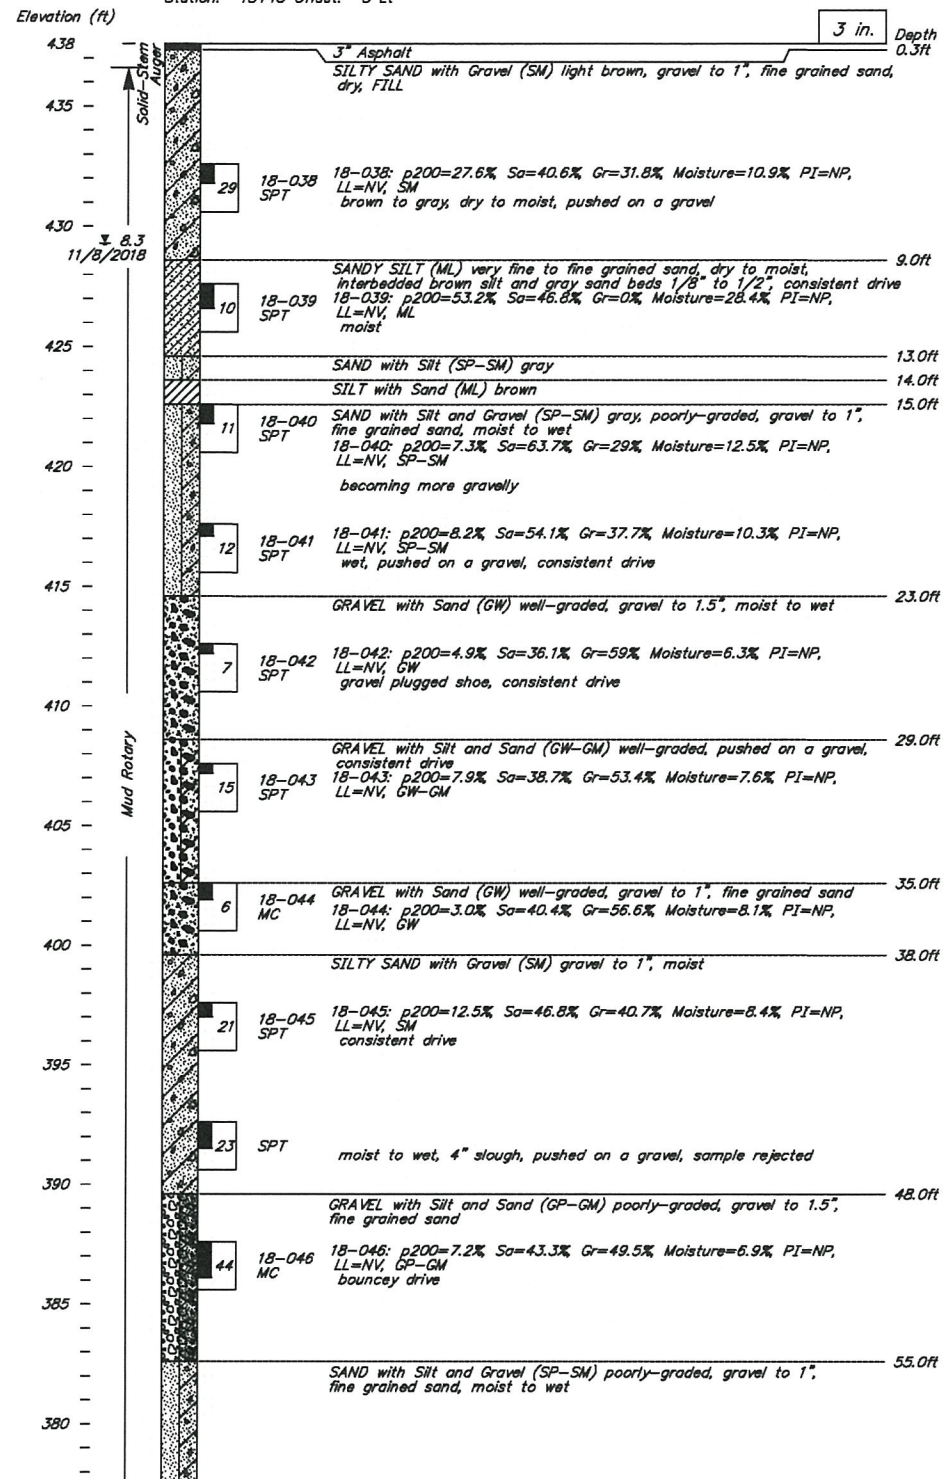 Elevation (ft)
3 in.
Depth
438
0.3ft
Solid-Stem
Auger
3" Asphalt
SILTY SAND with Gravel (SM) light brown, gravel to 1", fine grained sand,
dry, FILL
435
29
18-038
SPT
18-038: p200=27.6% Sa=40.6% Gr=31.8% Moisture=10.9% PI=NP,
LL=NV, SM
brown to gray, dry to moist, pushed on a gravel
430
8.3
11/8/2018
9.0ft
SANDY SILT (ML) very fine to fine grained sand, dry to moist,
interbedded brown silt and gray sand beds 1/8" to 1/2", consistent drive
10
18-039
SPT
18-039: p200=53.2% Sa=46.8% Gr=0% Moisture=28.4% PI=NP,
LL=NV, ML
moist
425
13.0ft
SAND with Silt (SP-SM) gray
14.0ft
SILT with Sand (ML) brown
15.0ft
11
18-040
SPT
SAND with Silt and Gravel (SP-SM) gray, poorly-graded, gravel to 1",
fine grained sand, moist to wet
18-040: p200=7.3% Sa=63.7% Gr=29% Moisture=12.5% PI=NP,
LL=NV, SP-SM
420
becoming more gravelly
12
18-041
SPT
18-041: p200=8.2% Sa=54.1% Gr=37.7% Moisture=10.3% PI=NP,
LL=NV, SP-SM
wet, pushed on a gravel, consistent drive
415
23.0ft
GRAVEL with Sand (GW) well-graded, gravel to 1.5", moist to wet
7
18-042
SPT
18-042: p200=4.9% Sa=36.1% Gr=59% Moisture=6.3% PI=NP,
LL=NV, GW
gravel plugged shoe, consistent drive
410
29.0ft
GRAVEL with Silt and Sand (GW-GM) well-graded, pushed on a gravel,
consistent drive
Mud Rotary
15
18-043
SPT
18-043: p200=7.9% Sa=38.7% Gr=53.4% Moisture=7.6% PI=NP,
LL=NV, GW-GM
405
35.0ft
6
18-044
MC
GRAVEL with Sand (GW) well-graded, gravel to 1", fine grained sand
18-044: p200=3.0% Sa=40.4% Gr=56.6% Moisture=8.1% PI=NP,
LL=NV, GW
400
38.0ft
SILTY SAND with Gravel (SM) gravel to 1", moist
21
18-045
SPT
18-045: p200=12.5% Sa=46.8% Gr=40.7% Moisture=8.4% PI=NP,
LL=NV, SM
consistent drive
395
23
SPT
moist to wet, 4" slough, pushed on a gravel, sample rejected
390
48.0ft
GRAVEL with Silt and Sand (GP-GM) poorly-graded, gravel to 1.5",
fine grained sand
44
18-046
MC
18-046: p200=7.2% Sa=43.3% Gr=49.5% Moisture=6.9% PI=NP,
LL=NV, GP-GM
bouncey drive
385
55.0ft
SAND with Silt and Gravel (SP-SM) poorly-graded, gravel to 1",
fine grained sand, moist to wet
380